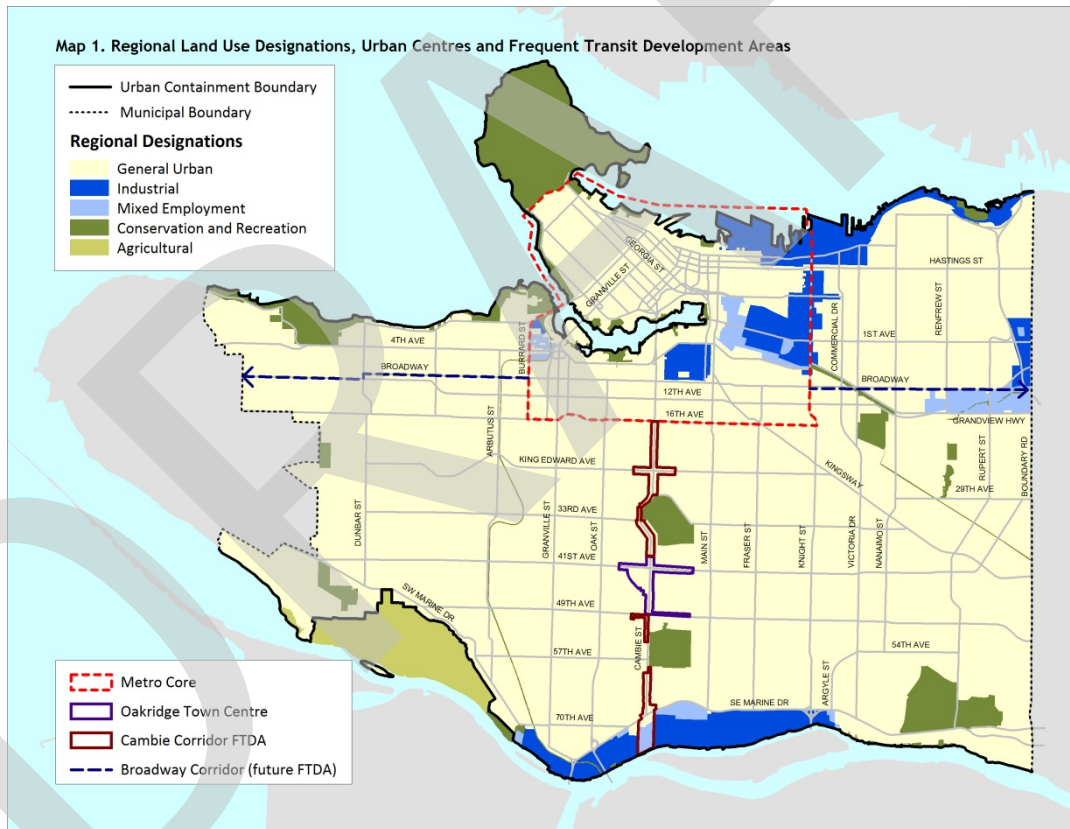 Map 1. Regional Land Use Designations, Urban Centres and Frequent Transit Development Areas
Urban Containment Boundary
Municipal Boundary
Regional Designations
General Urban
Industrial
Mixed Employment
Conservation and Recreation
Agricultural
GEORGIA ST
GRANVILLE ST
HASTINGS ST
RENFREW ST
COMMERCIAL DR
1ST AVE
4TH AVE
BURRARD ST
BROADWAY
BROADWAY
12TH AVE
16TH AVE
GRANDVIEW HWY
ARBUTUS ST
KING EDWARD AVE
KINGSWAY
RUPERT ST
BOUNDARY RD
29TH AVE
DUNBAR ST
GRANVILLE ST
OAK ST
33RD AVE
41ST AVE
MAIN ST
FRASER ST
KNIGHT ST
VICTORIA DR
NANAIMO ST
SW MARINE DR
49TH AVE
CAMBIE ST
57TH AVE
54TH AVE
ARGYLE ST
SE MARINE DR
70TH AVE
Metro Core
Oakridge Town Centre
Cambie Corridor FTDA
Broadway Corridor (future FTDA)
DRAFT